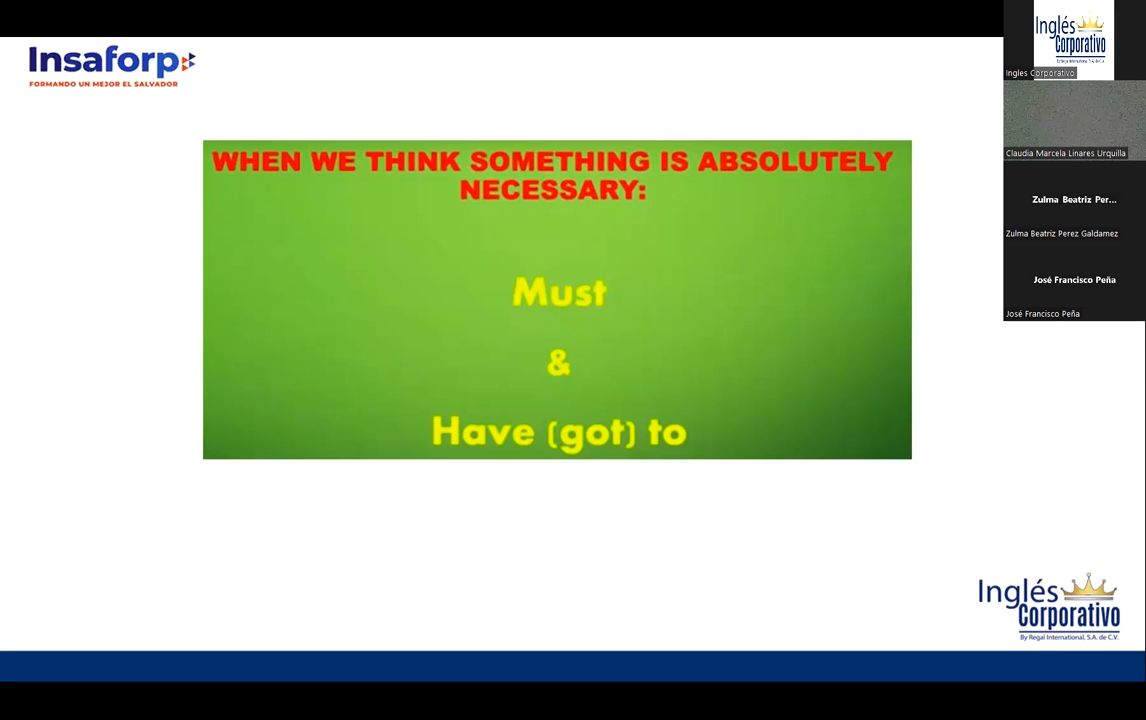 Insaforp
FORMANDO UN MEJOR EL SALVADOR
WHEN WE THINK SOMETHING IS ABSOLUTELY
NECESSARY:
Must
&
Have (got) to
Inglés
Corporativo
By Regal International, S.A. de C.V.
Inglés
Corporativo
By Regal International, S.A. de C.V.
Ingles Corporativo
Claudia Marcela Linares Urquilla
Zulma Beatriz Per...
Zulma Beatriz Perez Galdamez
José Francisco Peña
José Francisco Peña